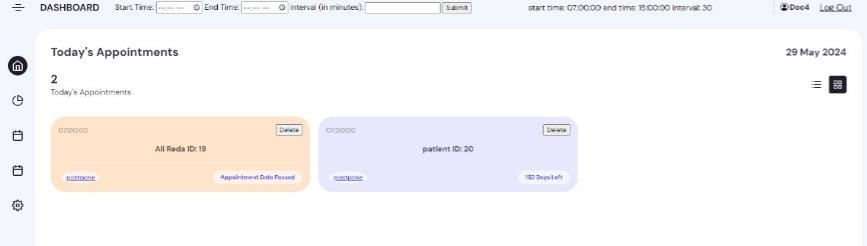 DASHBOARD Start Time: --:-- -- End Time: --:-- -- Interval (in minutes): Submit start time: 07:00:00 end time: 15:00:00 interval: 30 Doc4 Log Out
Today's Appointments 29 May 2024
2
Today's Appointments
07:00:00 Delete
Ali Reda ID: 19
postpone Appointment Date Passed
07:00:00 Delete
patient ID: 20
postpone 152 Days Left